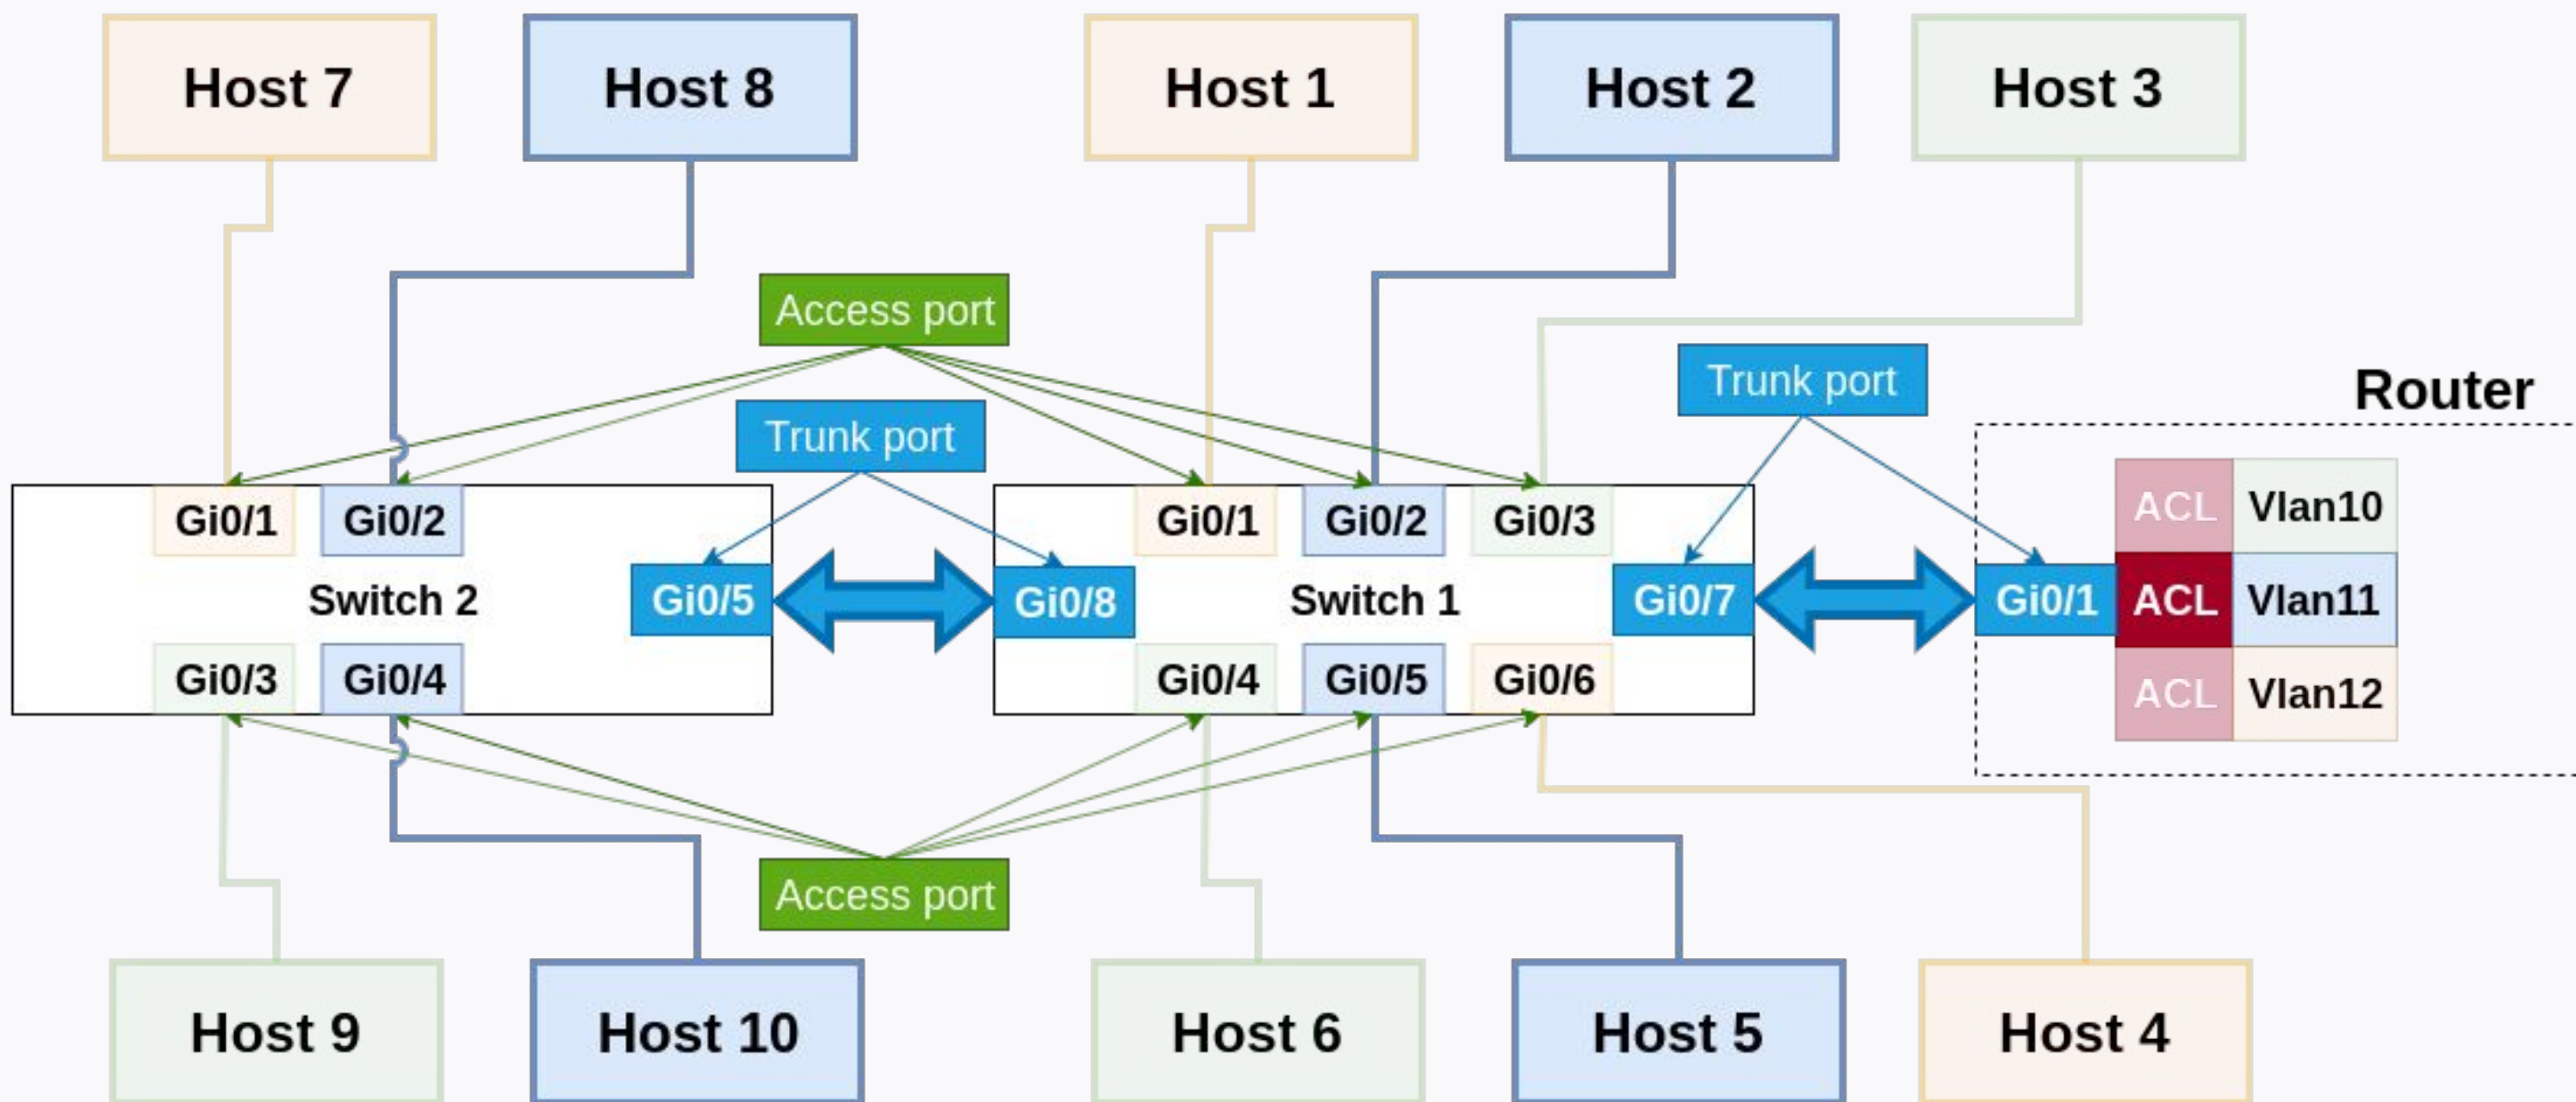 Host 7
Host 8
Host 1
Host 2
Host 3
Access port
Trunk port
Trunk port
Router
Gi0/1
Gi0/2
Switch 2
Gi0/5
Gi0/3
Gi0/4
Gi0/1
Gi0/2
Gi0/3
Gi0/8
Switch 1
Gi0/7
Gi0/4
Gi0/5
Gi0/6
Gi0/1
ACL Vlan10
ACL Vlan11
ACL Vlan12
Access port
Host 9
Host 10
Host 6
Host 5
Host 4